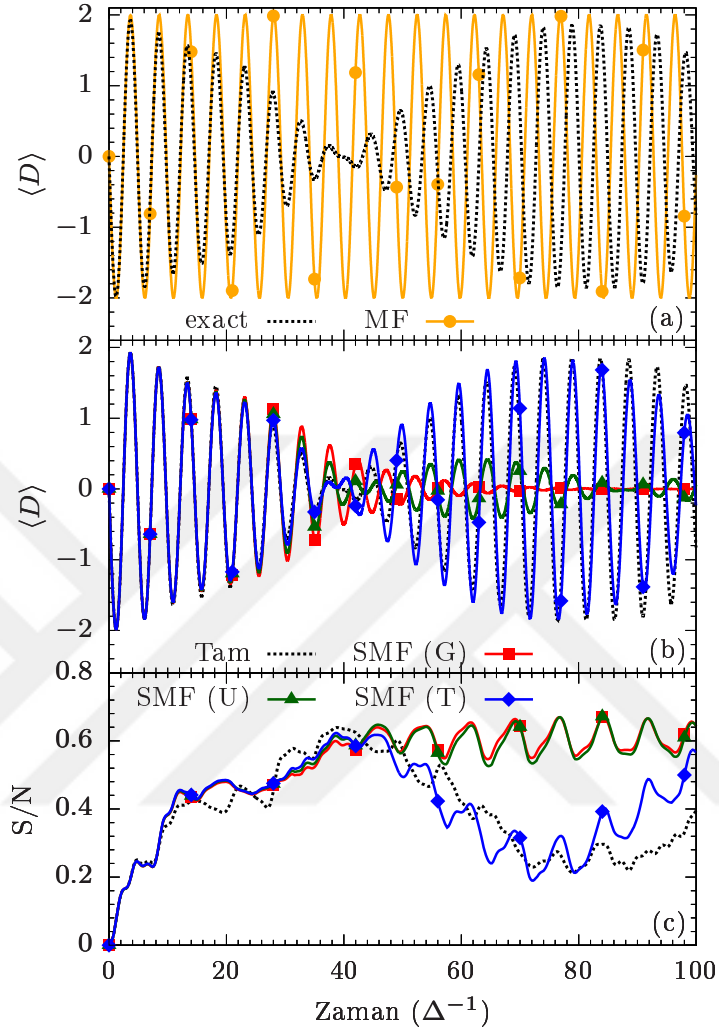 2
1
0
−1
−2
⟨D⟩
exact MF (a)
2
1
0
−1
−2
⟨D⟩
Tam SMF (G) (b)
0.8
SMF (U) SMF (T)
0.6
0.4
0.2
0
S/N
(c)
0 20 40 60 80 100
Zaman (Δ⁻¹)